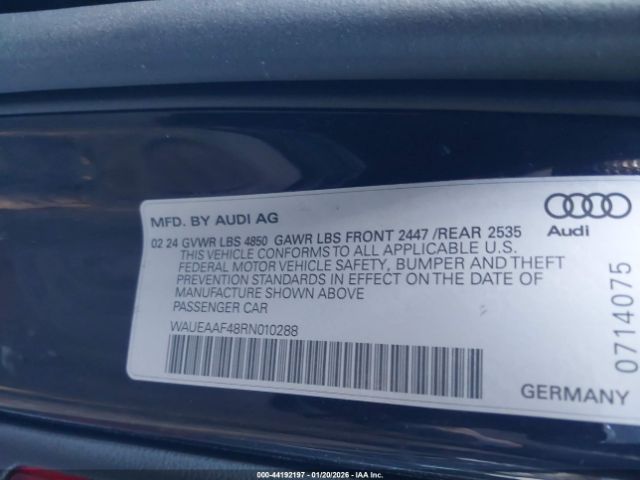 MFD. BY AUDI AG
Audi
02 24 GVWR LBS 4850 GAWR LBS FRONT 2447 /REAR 2535
THIS VEHICLE CONFORMS TO ALL APPLICABLE U.S.
FEDERAL MOTOR VEHICLE SAFETY, BUMPER AND THEFT
PREVENTION STANDARDS IN EFFECT ON THE DATE OF
MANUFACTURE SHOWN ABOVE
PASSENGER CAR
WAUEAAF48RN010288
0714075
GERMANY
000-44192197 | 01/20/2026 | IAAI.COM